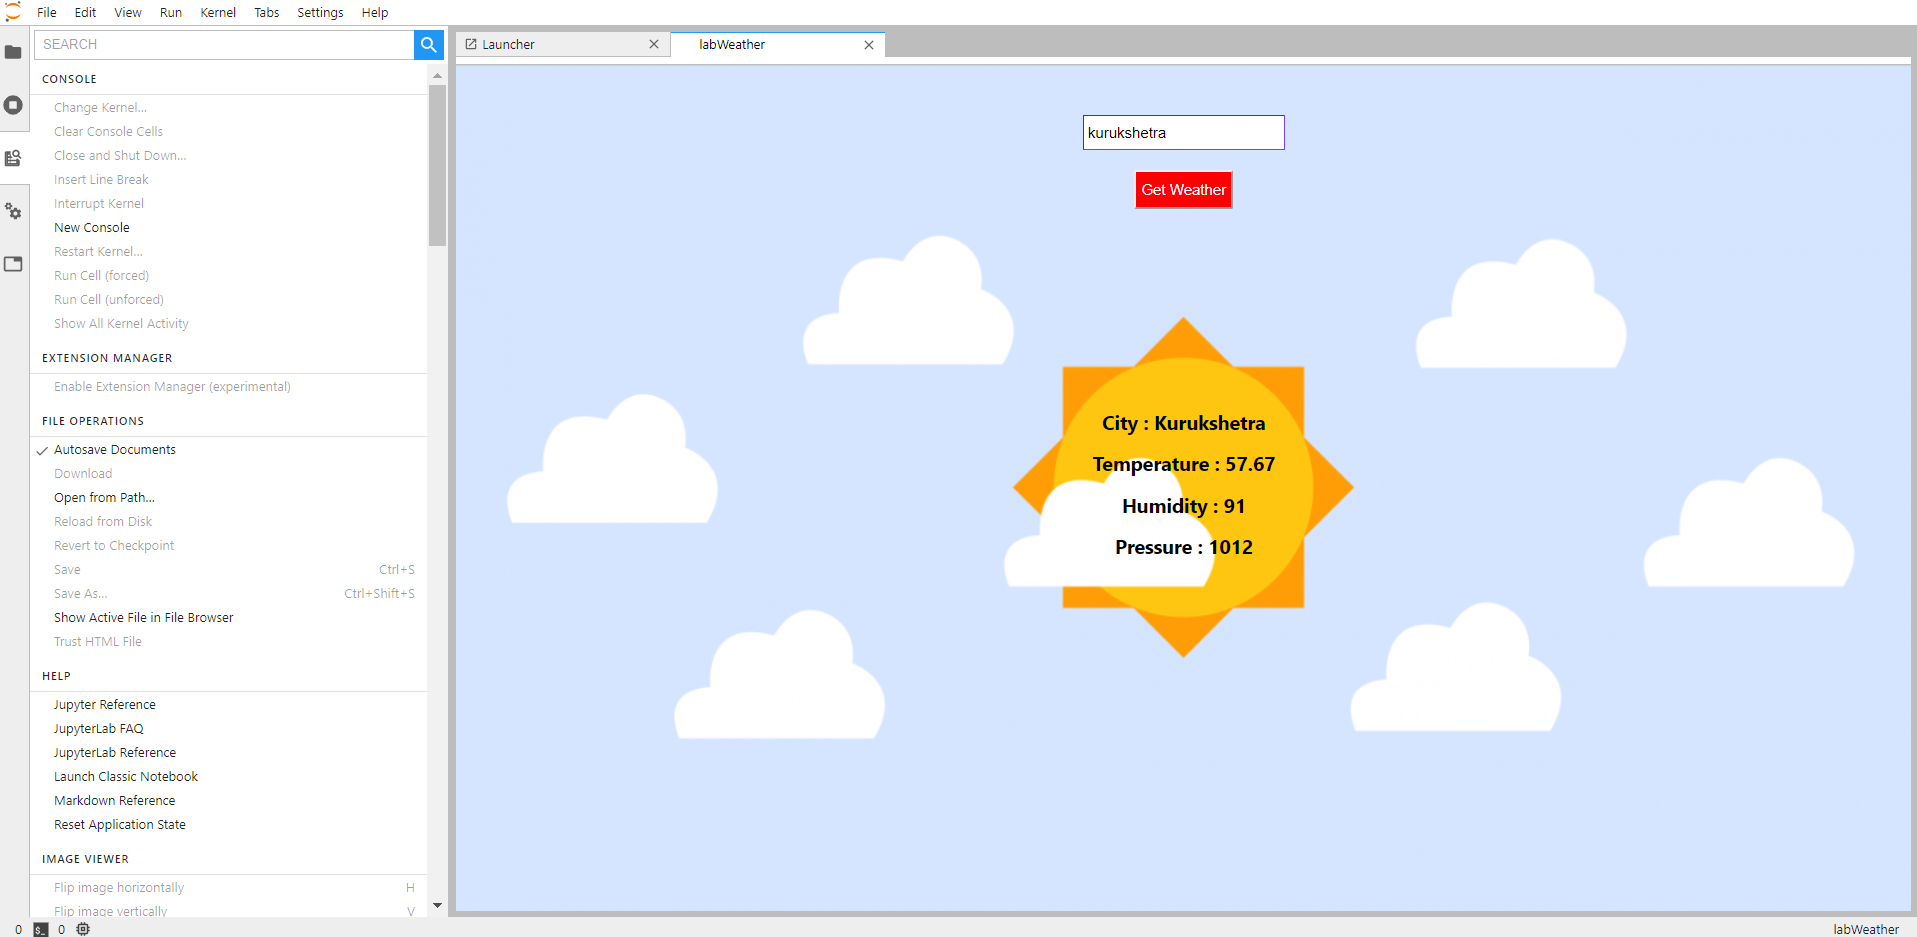 File Edit View Run Kernel Tabs Settings Help
SEARCH
Launcher
labWeather
CONSOLE
Change Kernel...
Clear Console Cells
Close and Shut Down...
Insert Line Break
Interrupt Kernel
New Console
Restart Kernel...
Run Cell (forced)
Run Cell (unforced)
Show All Kernel Activity
EXTENSION MANAGER
Enable Extension Manager (experimental)
FILE OPERATIONS
Autosave Documents
Download
Open from Path...
Reload from Disk
Revert to Checkpoint
Save Ctrl+S
Save As... Ctrl+Shift+S
Show Active File in File Browser
Trust HTML File
HELP
Jupyter Reference
JupyterLab FAQ
JupyterLab Reference
Launch Classic Notebook
Markdown Reference
Reset Application State
IMAGE VIEWER
Flip image horizontally H
Flip image vertically V
kurukshetra
Get Weather
City : Kurukshetra
Temperature : 57.67
Humidity : 91
Pressure : 1012
0 $_ 0
labWeather